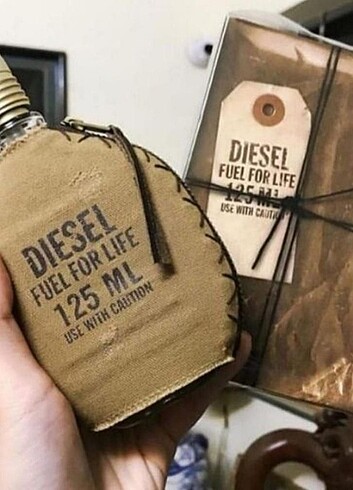 DIESEL
FUEL FOR LIFE
125 ML
USE WITH CAUTION
DIESEL
FUEL FOR LIFE
125 ML
USE WITH CAUTION